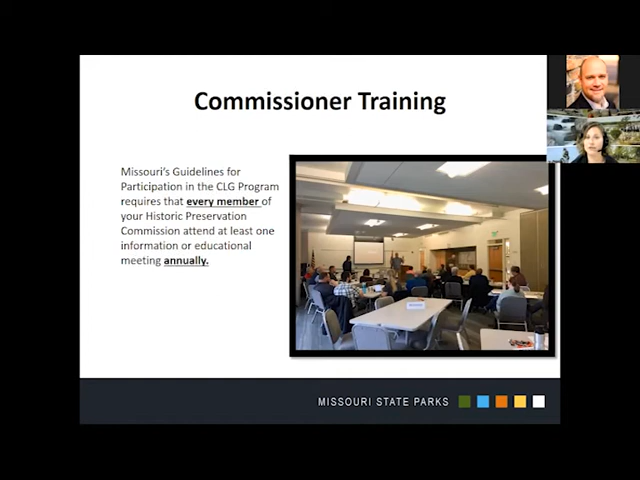 Commissioner Training
Missouri's Guidelines for
Participation in the CLG Program
requires that every member of
your Historic Preservation
Commission attend at least one
information or educational
meeting annually.
MISSOURI STATE PARKS